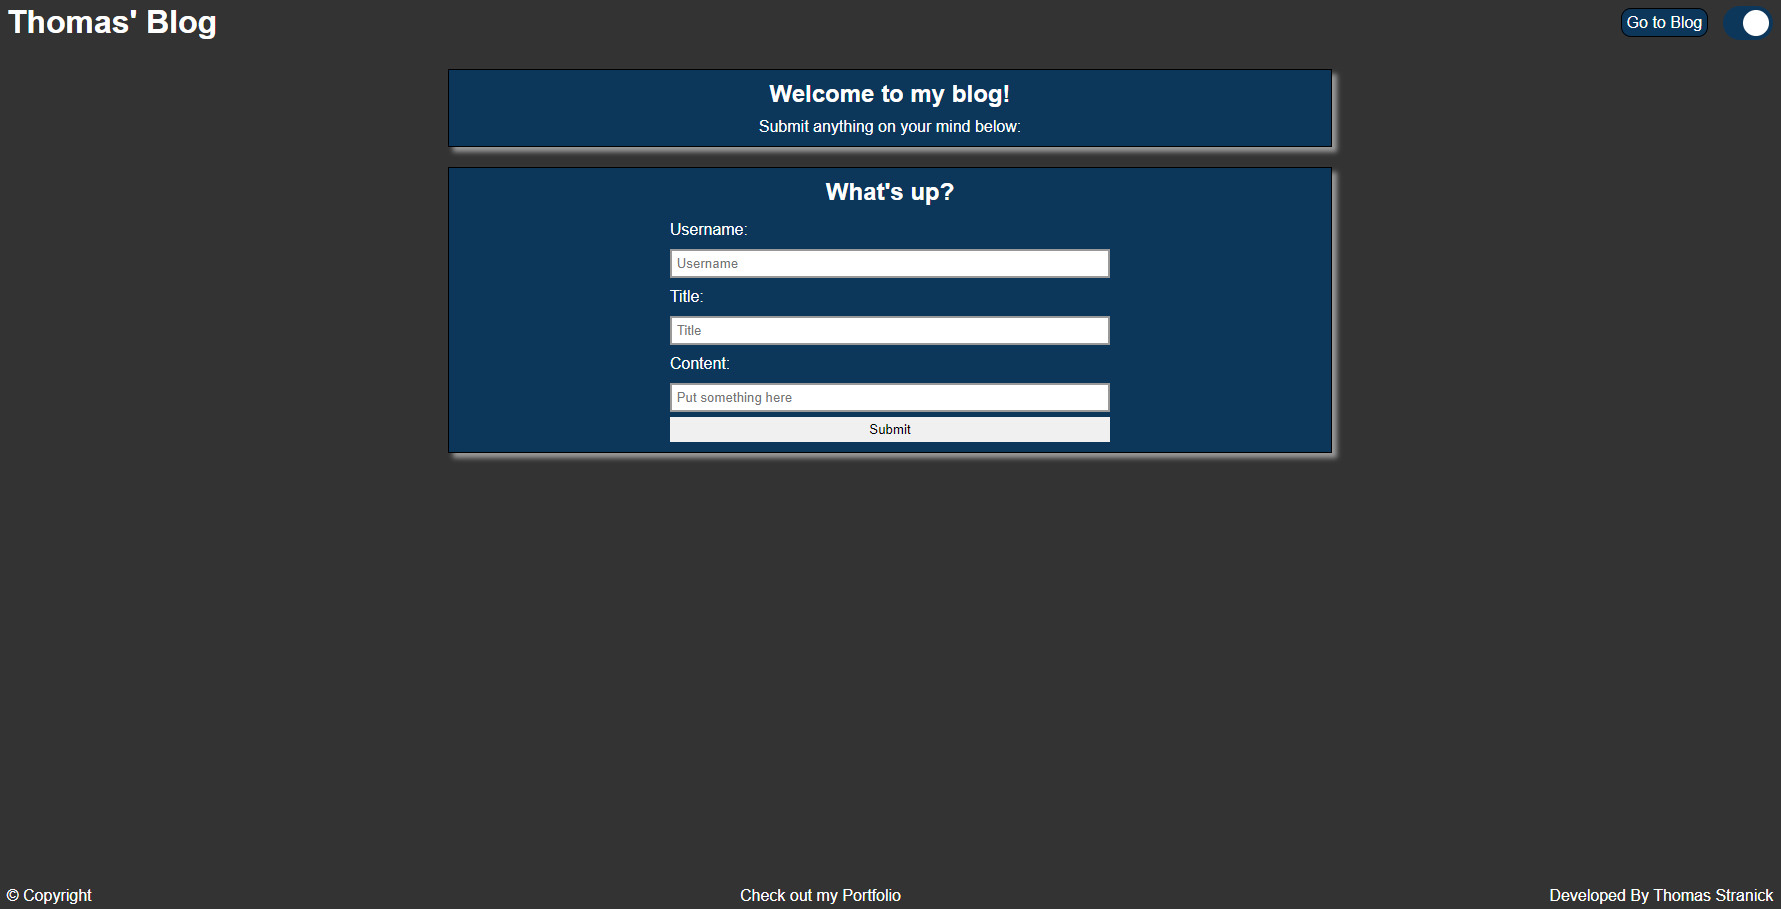 Thomas' Blog
Go to Blog
Welcome to my blog!
Submit anything on your mind below:
What's up?
Username:
Username
Title:
Title
Content:
Put something here
Submit
© Copyright
Check out my Portfolio
Developed By Thomas Stranick